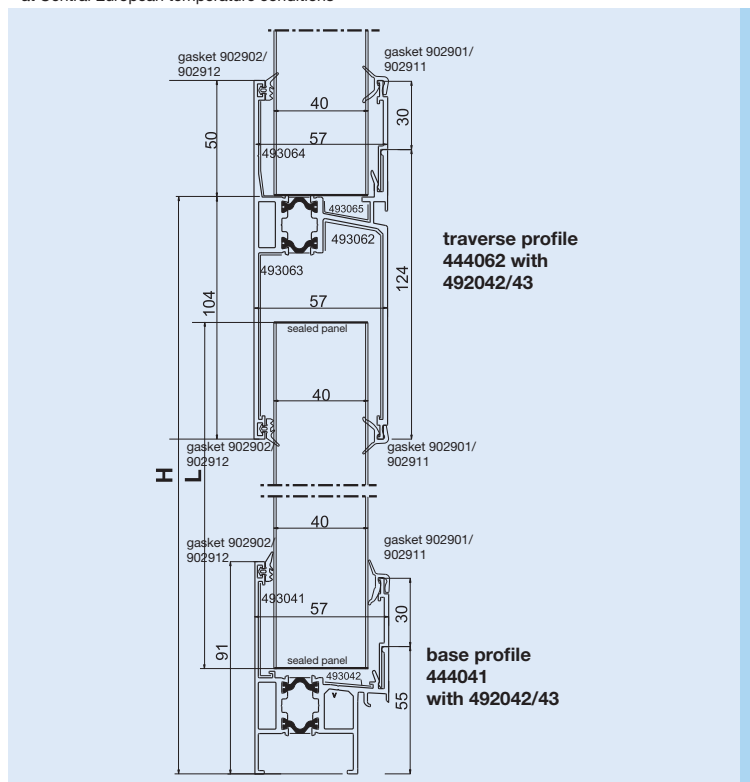 at Central European temperature conditions
gasket 902902/
902912
gasket 902901/
902911
40
30
50
57
493064
493065
493062
493063
traverse profile
444062 with
492042/43
124
104
57
sealed panel
40
gasket 902902/
902912
gasket 902901/
902911
H
L
40
gasket 902902/
902912
gasket 902901/
902911
493041
57
30
91
sealed panel
493042
v
base profile
444041
with 492042/43
55